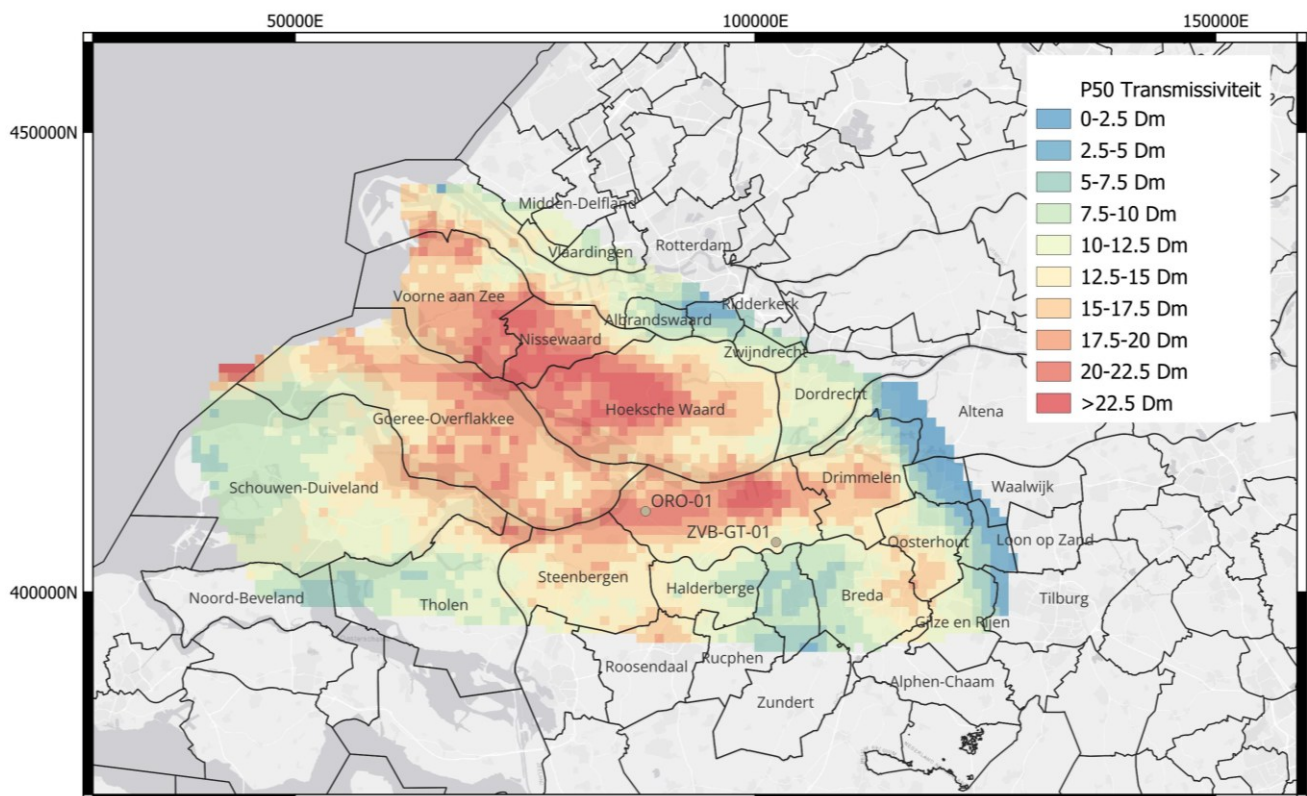 50000E
100000E
150000E
450000N
400000N
P50 Transmissiviteit
0-2.5 Dm
2.5-5 Dm
5-7.5 Dm
7.5-10 Dm
10-12.5 Dm
12.5-15 Dm
15-17.5 Dm
17.5-20 Dm
20-22.5 Dm
>22.5 Dm
Midden-Delfland
Rotterdam
Vlaardingen
Voorne aan Zee
Ridderkerk
Albrandswaard
Nissewaard
Zwijndrecht
Dordrecht
Hoeksche Waard
Altena
Goeree-Overflakkee
Drimmelen
Schouwen-Duiveland
Waalwijk
ORO-01
ZVB-GT-01
Oosterhout
Loon op Zand
Steenbergen
Halderberge
Breda
Noord-Beveland
Tholen
Tilburg
Gilze en Rijen
Roosendaal
Rucphen
Alphen-Chaam
Zundert